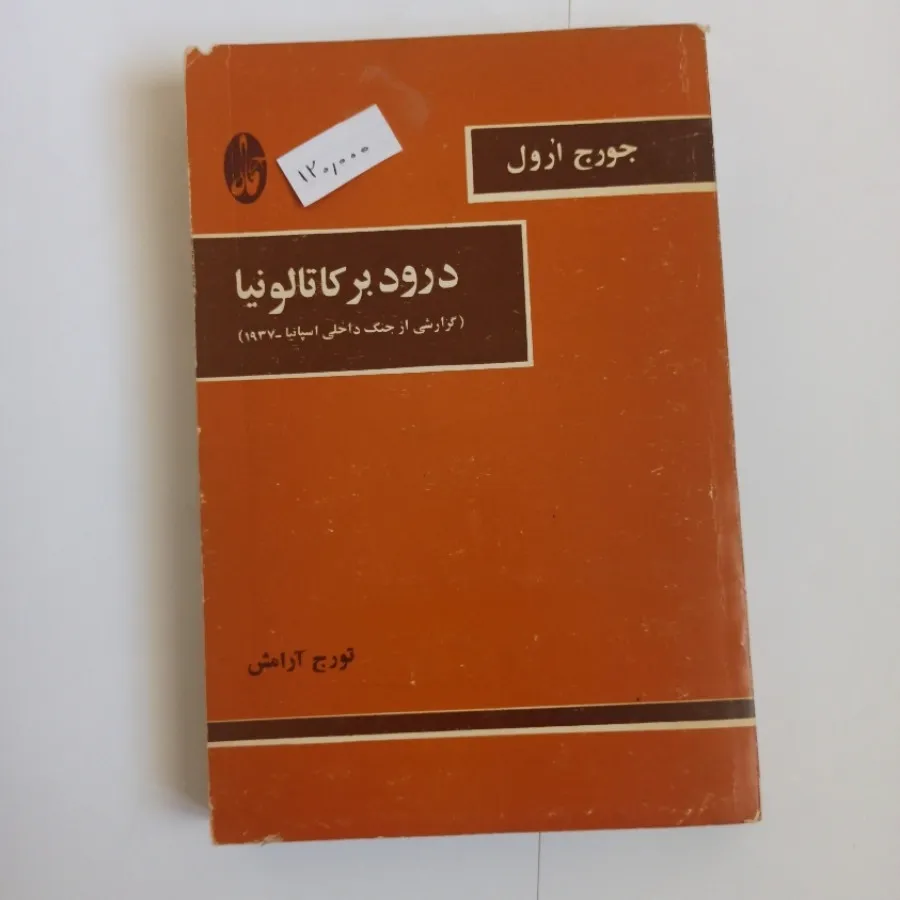 جورج ارول
۱۲۰,۰۰۰
درود بر کاتالونیا
(گزارشی از جنگ داخلی اسپانیا -۱۹۳۷)
تورج آرامش